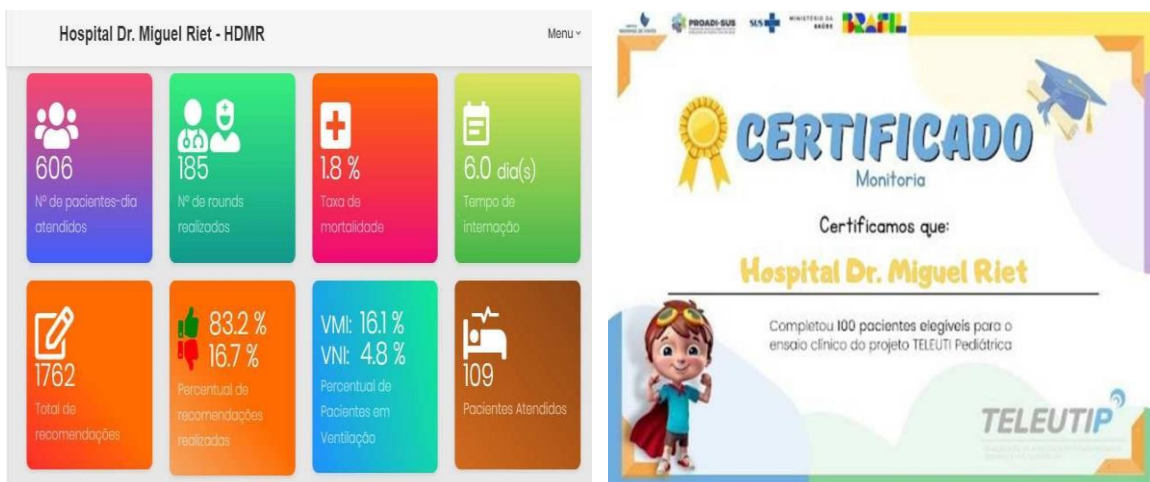 Hospital Dr. Miguel Riet - HDMR
Menu
606
Nº de pacientes-dia
atendidos
185
Nº de rounds
realizados
1.8 %
Taxa de
mortalidade
6.0 dia(s)
Tempo de
internação
1762
Total de
recomendações
83.2 %
16.7 %
Percentual de
recomendações
realizadas
VMI: 16.1 %
VNI: 4.8 %
Percentual de
Pacientes em
Ventilação
109
Pacientes Atendidos
PROADI-SUS
SUS
MINISTÉRIO DA
SAÚDE
BRASIL
CERTIFICADO
Monitoria
Certificamos que:
Hospital Dr. Miguel Riet
Completou 100 pacientes elegíveis para o
ensaio clínico do projeto TELEUTI Pediátrica
TELEUTIP